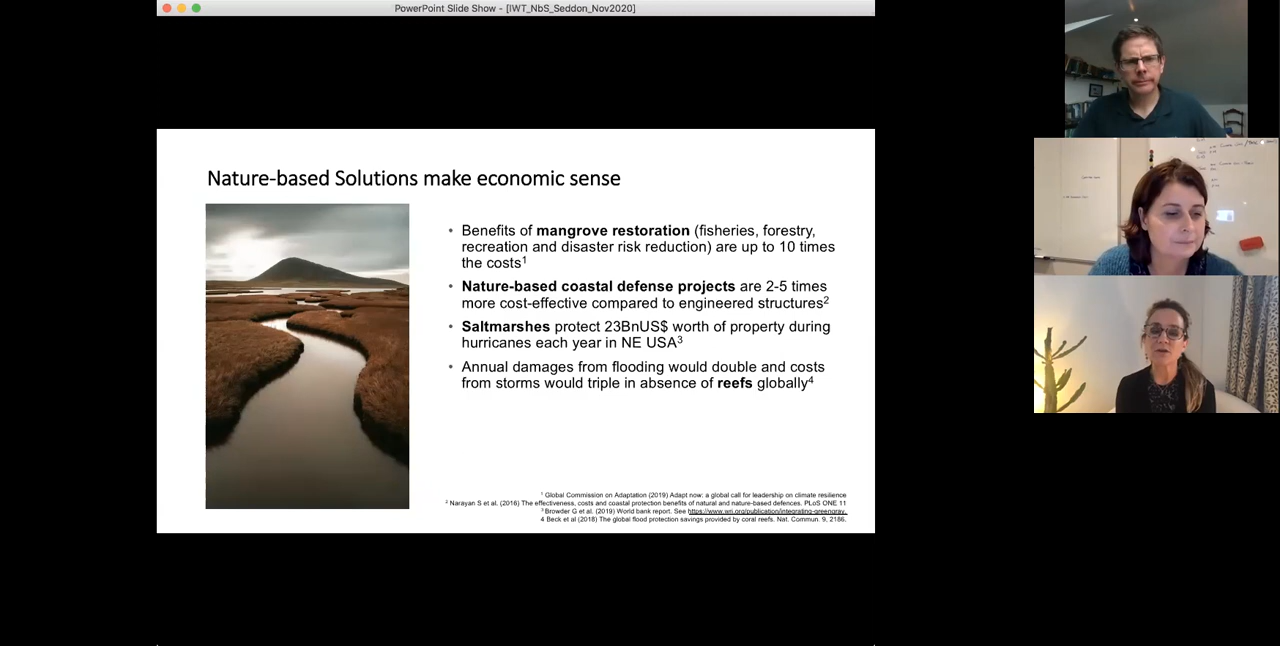 PowerPoint Slide Show - [IWT_NbS_Seddon_Nov2020]
Nature-based Solutions make economic sense
• Benefits of mangrove restoration (fisheries, forestry,
recreation and disaster risk reduction) are up to 10 times
the costs1
• Nature-based coastal defense projects are 2-5 times
more cost-effective compared to engineered structures2
• Saltmarshes protect 23BnUS$ worth of property during
hurricanes each year in NE USA3
• Annual damages from flooding would double and costs
from storms would triple in absence of reefs globally4
1 Global Commission on Adaptation (2019) Adapt now: a global call for leadership on climate resilience
2 Narayan S et al. (2016) The effectiveness, costs and coastal protection benefits of natural and nature-based defences. PLoS ONE 11
3 Browder G et al. (2019) World bank report. See https://www.wri.org/publication/integrating-greengray.
4 Beck et al (2018) The global flood protection savings provided by coral reefs. Nat. Commun. 9, 2186.